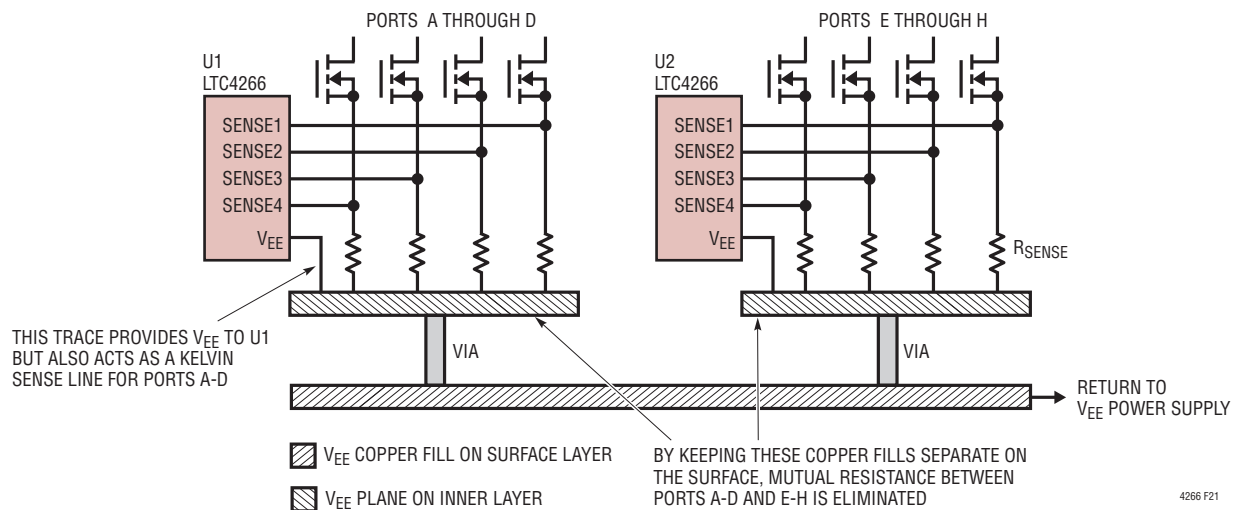 PORTS A THROUGH D
U1
LTC4266
SENSE1
SENSE2
SENSE3
SENSE4
VEE
PORTS E THROUGH H
U2
LTC4266
SENSE1
SENSE2
SENSE3
SENSE4
VEE
RSENSE
THIS TRACE PROVIDES VEE TO U1
BUT ALSO ACTS AS A KELVIN
SENSE LINE FOR PORTS A-D
VIA
VIA
RETURN TO
VEE POWER SUPPLY
VEE COPPER FILL ON SURFACE LAYER
VEE PLANE ON INNER LAYER
BY KEEPING THESE COPPER FILLS SEPARATE ON
THE SURFACE, MUTUAL RESISTANCE BETWEEN
PORTS A-D AND E-H IS ELIMINATED
4266 F21